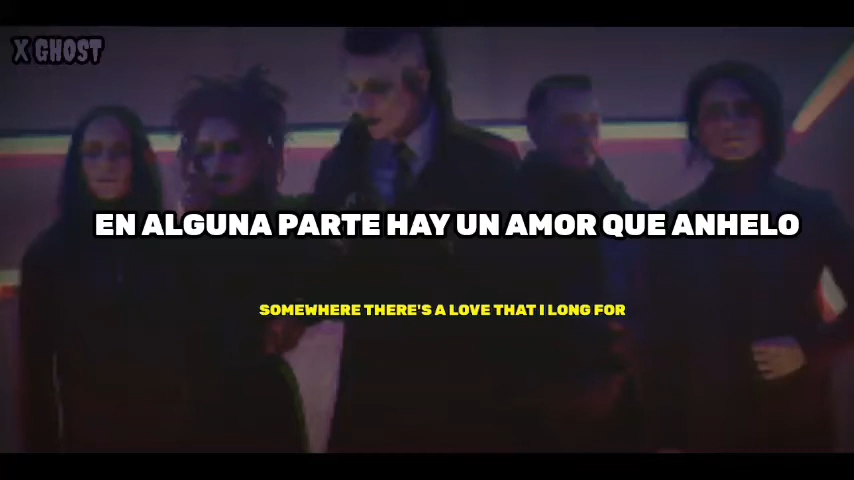 X GHOST
EN ALGUNA PARTE HAY UN AMOR QUE ANHELO
SOMEWHERE THERE'S A LOVE THAT I LONG FOR